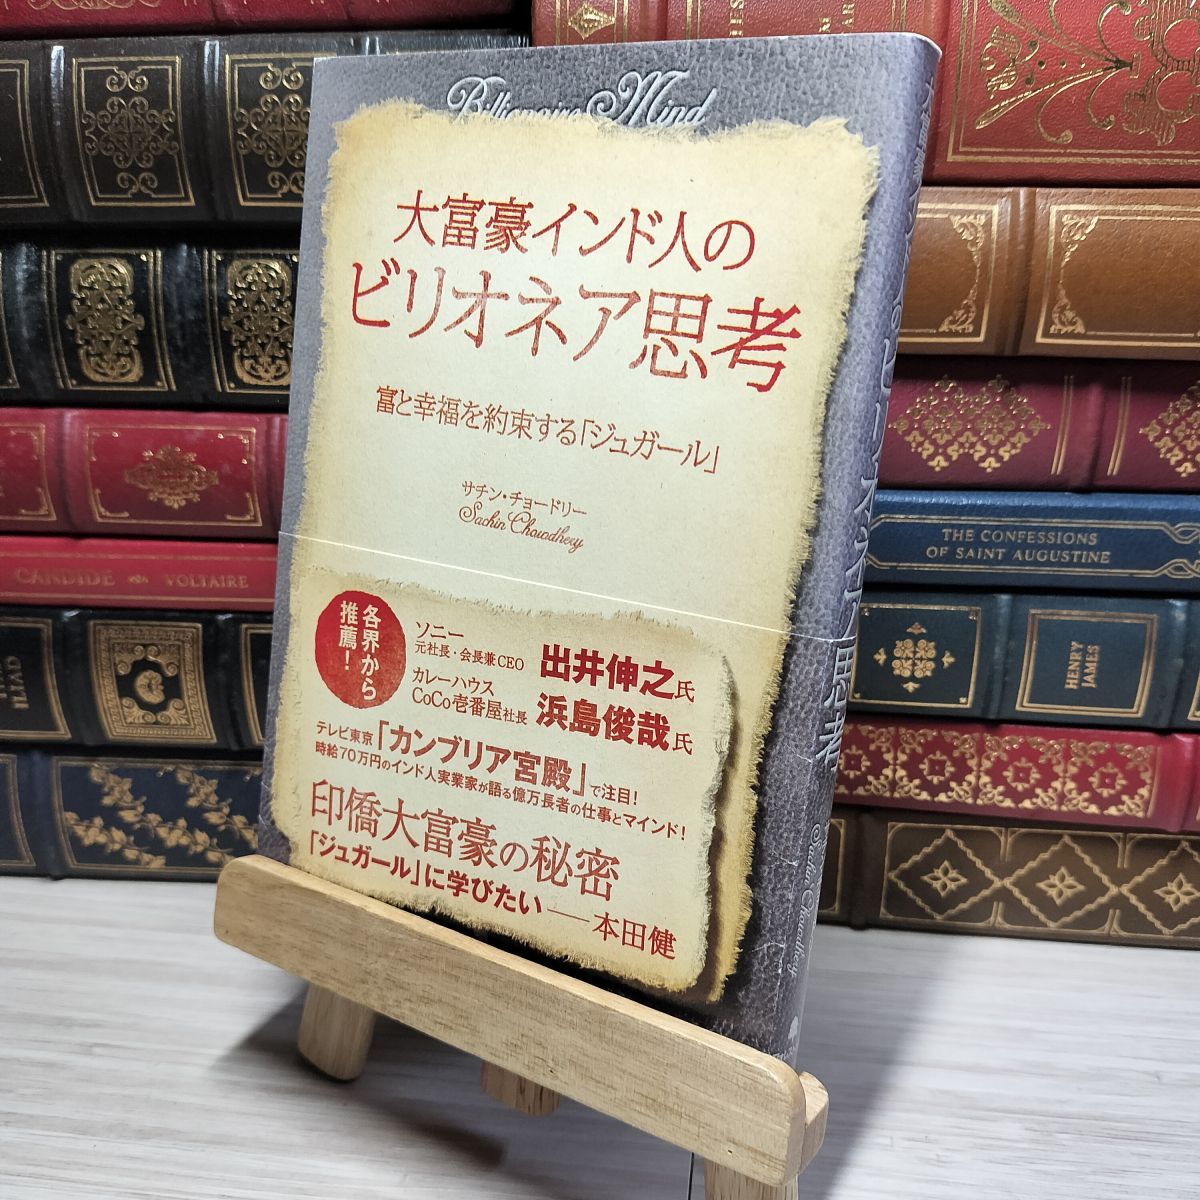 Billionaire Mind
大富豪インド人の
ビリオネア思考
富と幸福を約束する「ジュガール」
サチン・チョードリー
Sachin Chowdhery
各界から
推薦！
ソニー
元社長・会長兼CEO
出井伸之氏
カレーハウス
CoCo壱番屋社長
浜島俊哉氏
テレビ東京「カンブリア宮殿」で注目！
時給70万円のインド人実業家が語る億万長者の仕事とマインド！
印僑大富豪の秘密
「ジュガール」に学びたい——本田健
CANDIDE VOLTAIRE
THE CONFESSIONS
OF SAINT AUGUSTINE
HENRY
JAMES